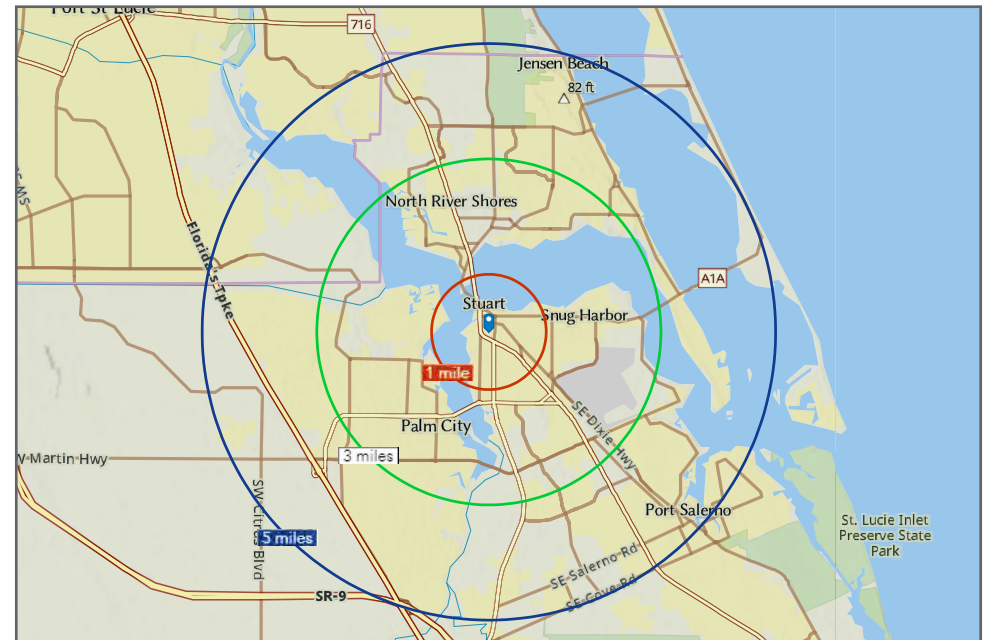 Port St Lucie
716
Jensen Beach
82 ft
North River Shores
Florida's Tpke
A1A
Stuart
Snug Harbor
1 mile
SE Dixie Hwy
Palm City
3 miles
W Martin Hwy
SW Citrus Blvd
Port Salerno
St. Lucie Inlet
Preserve State
Park
5 miles
SE Salerno Rd
SE Cove Rd
SR-9